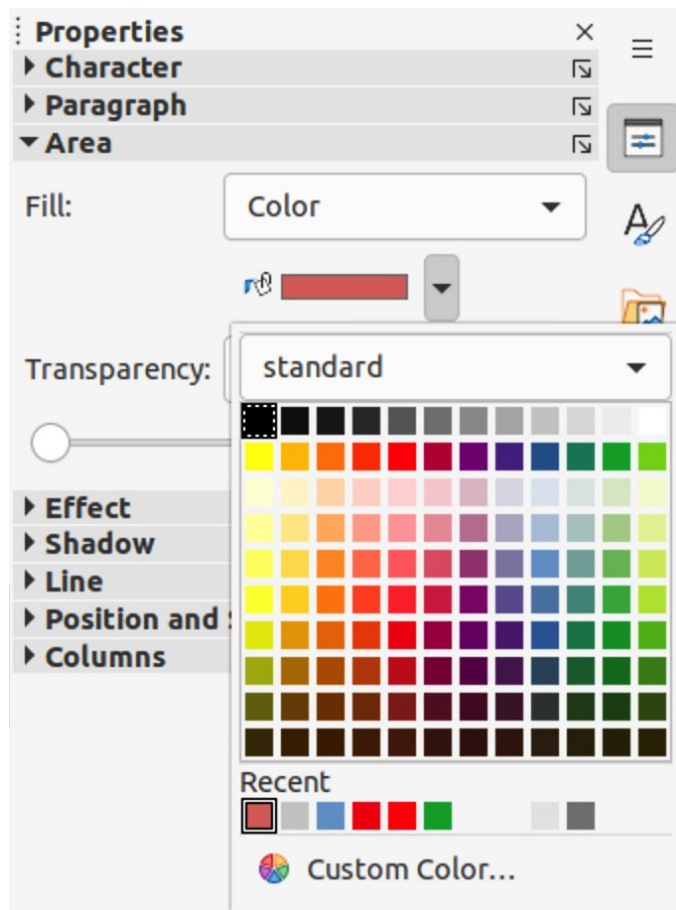 Properties
Character
Paragraph
Area
Fill: Color
Transparency:
standard
Effect
Shadow
Line
Position and
Columns
Recent
Custom Color...